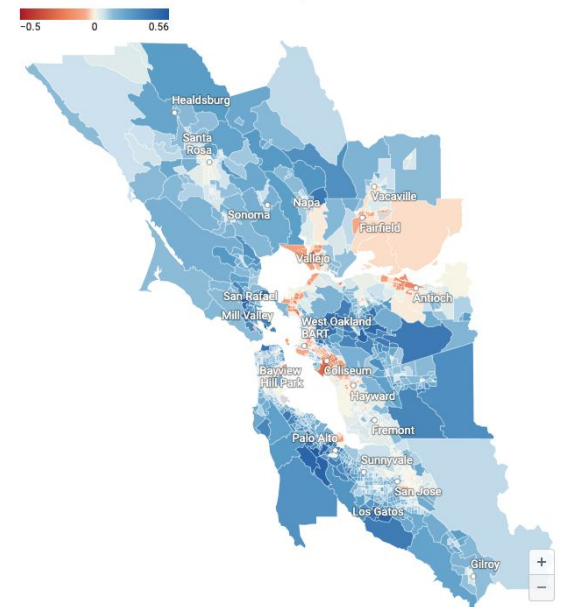 −0.5 0 0.56
Healdsburg
Santa
Rosa
Napa
Vacaville
Sonoma
Fairfield
Vallejo
San Rafael
Antioch
Mill Valley
West Oakland
BART
Bayview
Hill Park
Coliseum
Hayward
Palo Alto
Fremont
Sunnyvale
San Jose
Los Gatos
Gilroy
+
−